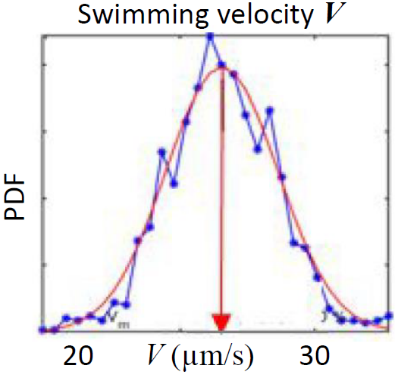 Swimming velocity V
PDF
V m
20 V (μm/s) 30